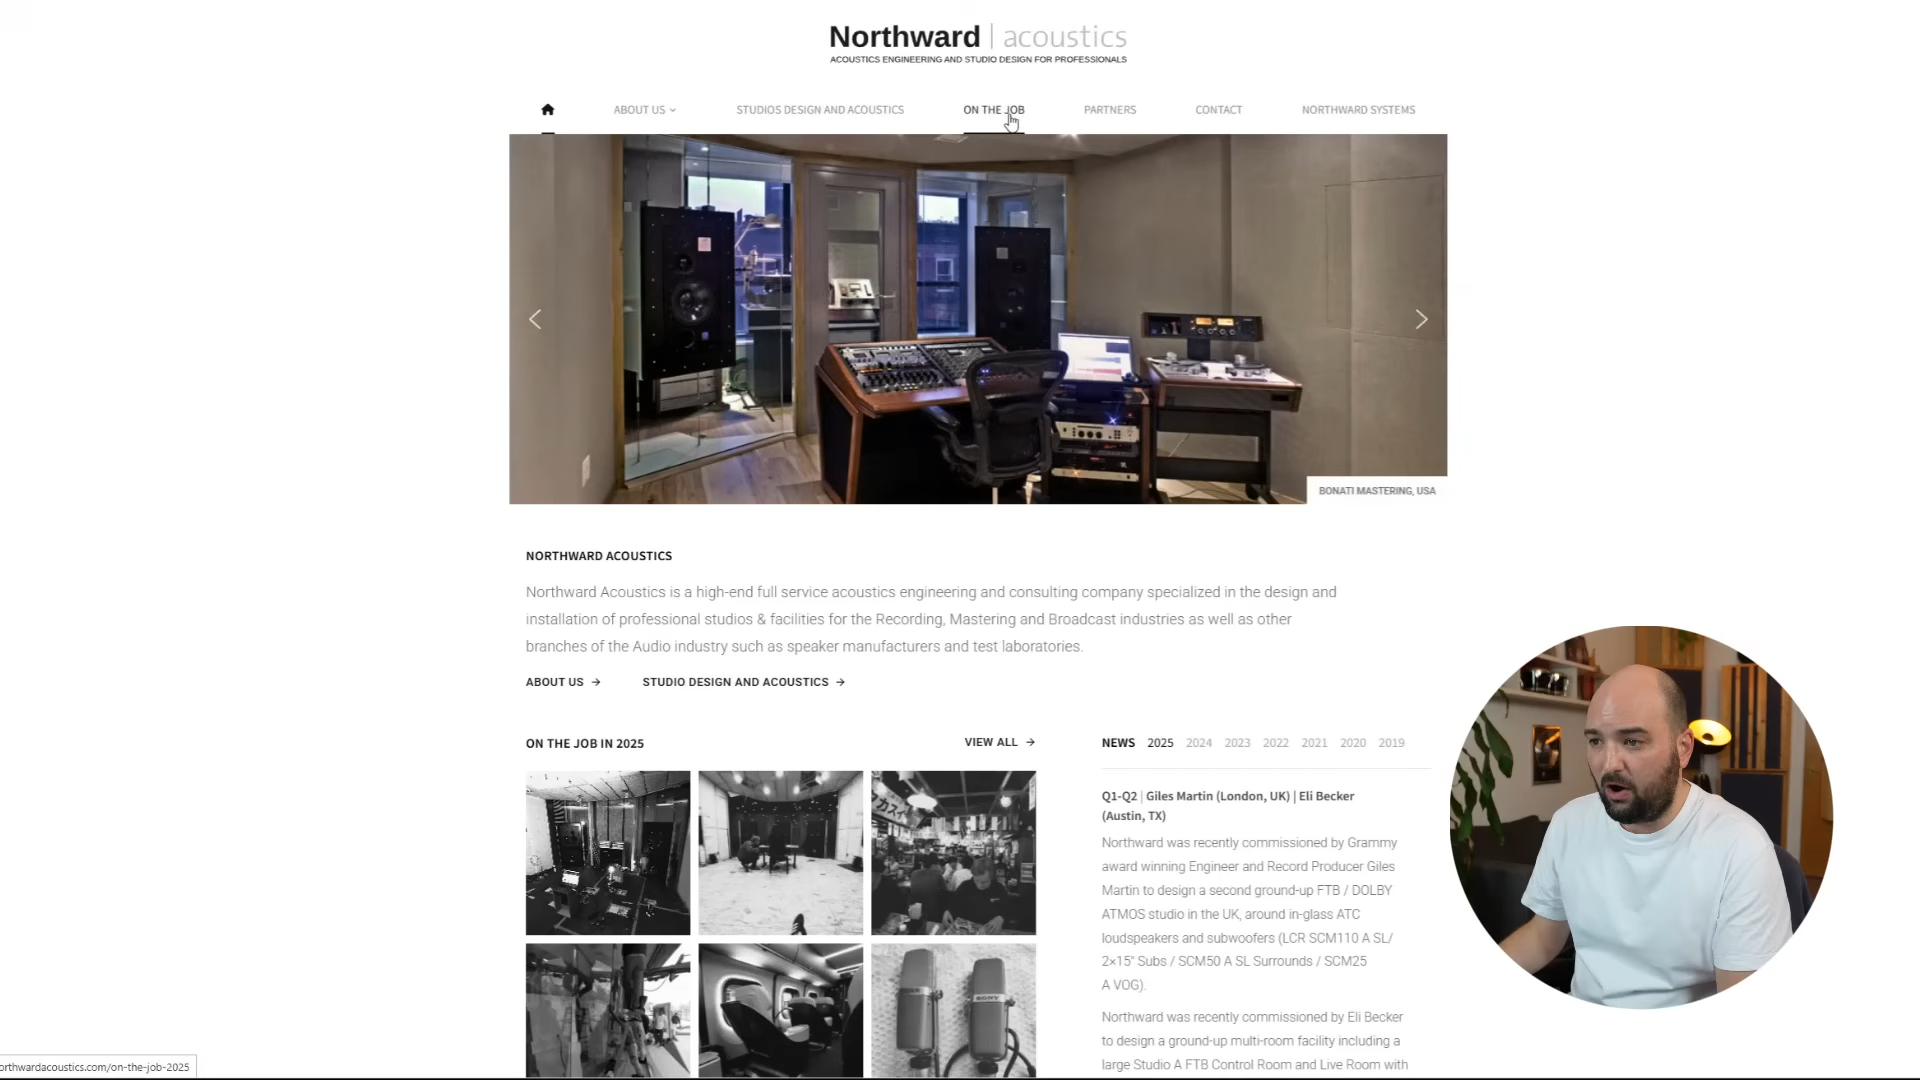 Northward | acoustics
ACOUSTICS ENGINEERING AND STUDIO DESIGN FOR PROFESSIONALS
ABOUT US
STUDIOS DESIGN AND ACOUSTICS
ON THE JOB
PARTNERS
CONTACT
NORTHWARD SYSTEMS
BONATI MASTERING, USA
NORTHWARD ACOUSTICS
Northward Acoustics is a high-end full service acoustics engineering and consulting company specialized in the design and
installation of professional studios & facilities for the Recording, Mastering and Broadcast industries as well as other
branches of the Audio industry such as speaker manufacturers and test laboratories.
ABOUT US →
STUDIO DESIGN AND ACOUSTICS →
ON THE JOB IN 2025
VIEW ALL →
NEWS 2025 2024 2023 2022 2021 2020 2019
Q1-Q2 | Giles Martin (London, UK) | Eli Becker
(Austin, TX)
Northward was recently commissioned by Grammy
award winning Engineer and Record Producer Giles
Martin to design a second ground-up FTB / DOLBY
ATMOS studio in the UK, around in-glass ATC
loudspeakers and subwoofers (LCR SCM110 A SL/
2×15" Subs / SCM50 A SL Surrounds / SCM25
A VOG).
Northward was recently commissioned by Eli Becker
to design a ground-up multi-room facility including a
large Studio A FTB Control Room and Live Room with
SONY
orthwardacoustics.com/on-the-job-2025